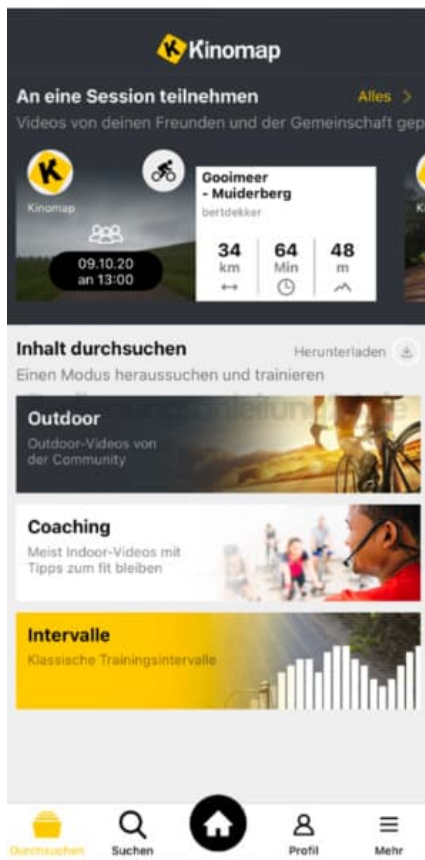 Kinomap
An eine Session teilnehmen
Alles >
Videos von deinen Freunden und der Gemeinschaft gep
Kinomap
09.10.20
an 13:00
Gooimeer
- Muiderberg
bertdekker
34 64 48
km Min m
Inhalt durchsuchen
Herunterladen
Einen Modus heraussuchen und trainieren
Outdoor
Outdoor-Videos von
der Community
Coaching
Meist Indoor-Videos mit
Tipps zum fit bleiben
Intervalle
Klassische Trainingsintervalle
Durchsuchen Suchen Profil Mehr